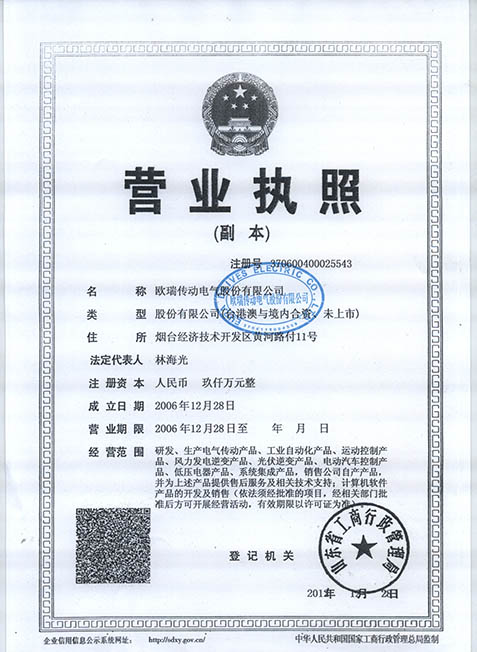 营业执照
(副 本)
注册号 370600400025543
名 称 欧瑞传动电气股份有限公司
类 型 股份有限公司(台港澳与境内合资、未上市)
住 所 烟台经济技术开发区黄河路付11号
法定代表人 林海光
注册资本 人民币 玖仟万元整
成立日期 2006年12月28日
营业期限 2006年12月28日至 年 月 日
经营范围 研发、生产电气传动产品、工业自动化产品、运动控制产
品、风力发电逆变产品、光伏逆变产品、电动汽车控制产
品、低压电器产品、系统集成产品，销售公司自产产品，
并为上述产品提供售后服务及相关技术支持；计算机软件
产品的开发及销售（依法须经批准的项目，经相关部门批
准后方可开展经营活动，有效期限以许可证为准）。
DRIVES ELECTRIC CO.,L
欧瑞传动电气股份有限公司
登记机关
山东省工商行政管理局
月28日
企业信用信息公示系统网址： http://sdxy.gov.cn/
中华人民共和国国家工商行政管理总局监制